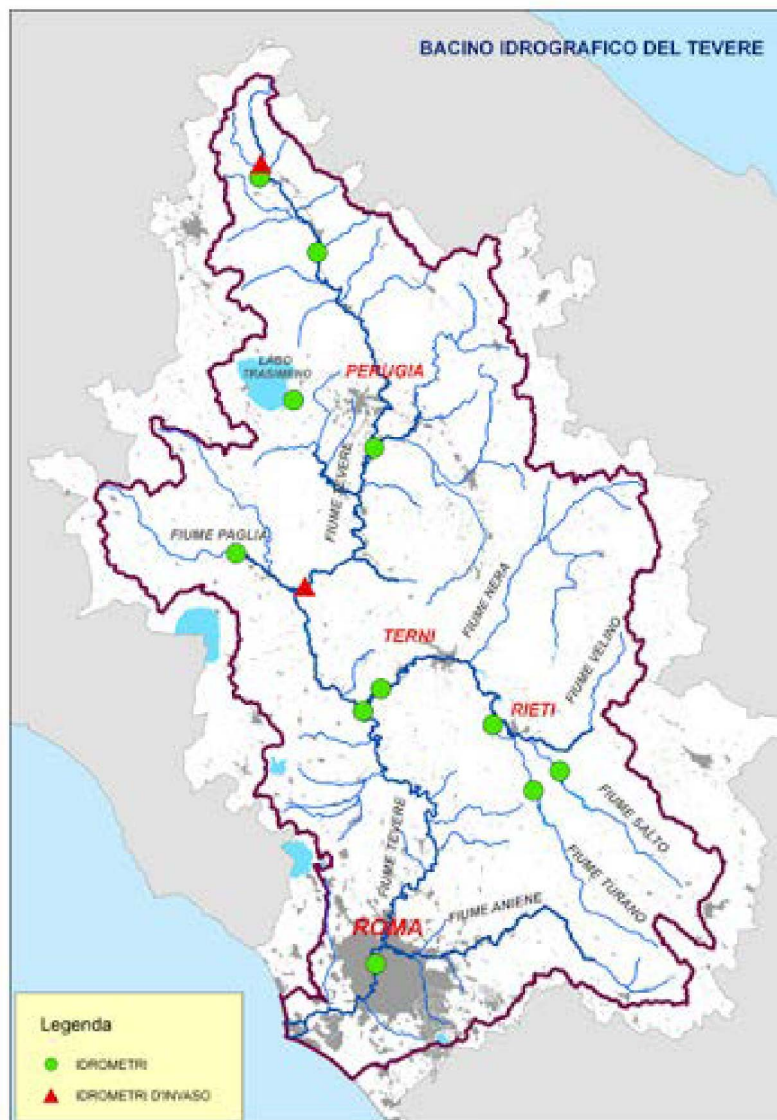 BACINO IDROGRAFICO DEL TEVERE
LAGO
TRASIMENO
PERUGIA
FIUME TEVERE
FIUME PAGLIA
FIUME NERA
TERNI
FIUME VELINO
RIETI
FIUME SALTO
FIUME TEVERE
FIUME TURANO
FIUME ANIENE
ROMA
Legenda
IDROMETRI
IDROMETRI D'INVASO